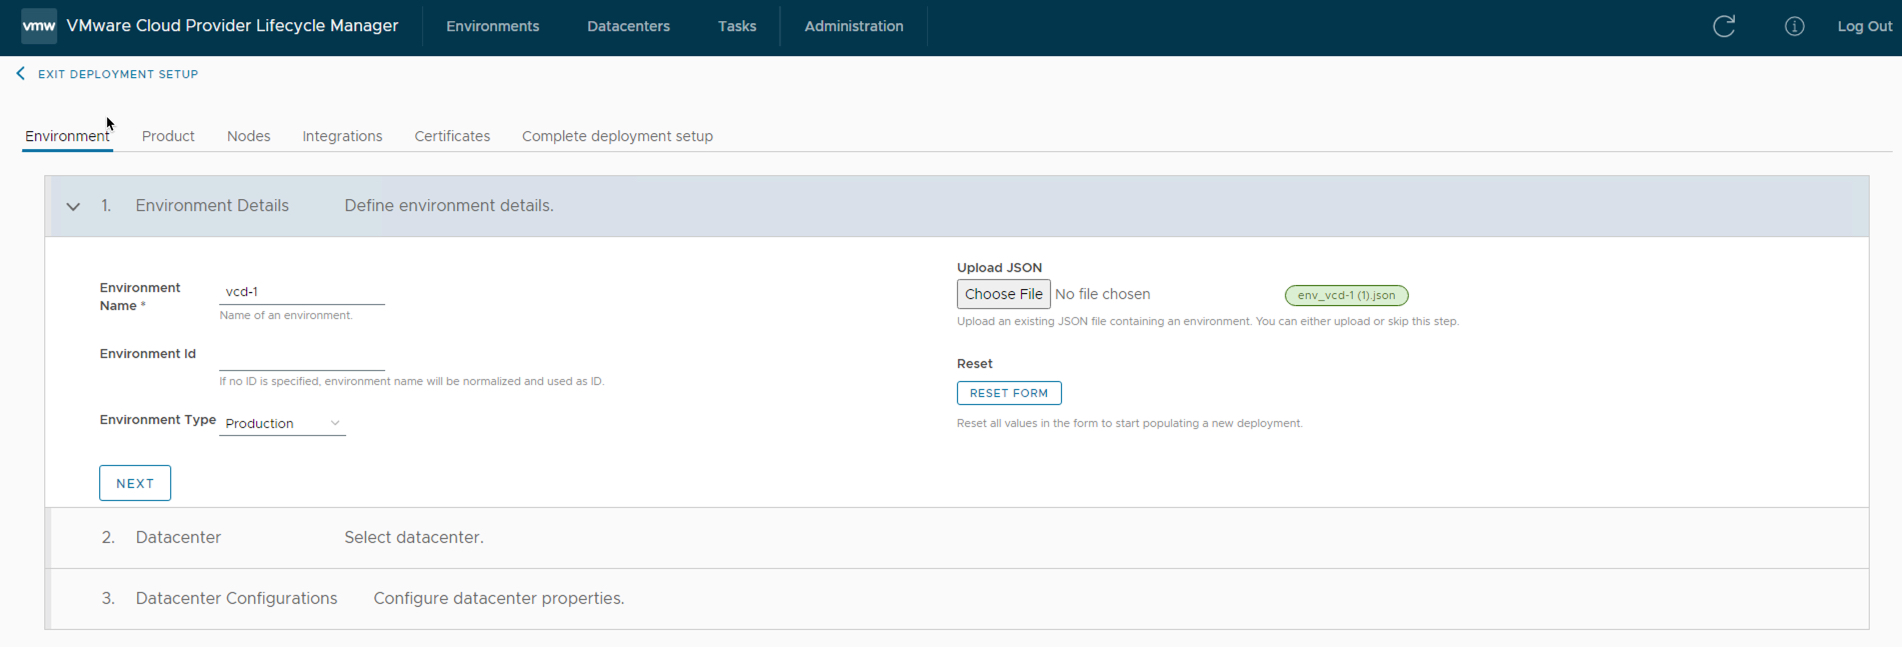 vmw VMware Cloud Provider Lifecycle Manager Environments Datacenters Tasks Administration Log Out
EXIT DEPLOYMENT SETUP
Environment Product Nodes Integrations Certificates Complete deployment setup
1. Environment Details Define environment details.
Environment Name *
vcd-1
Name of an environment.
Environment Id
If no ID is specified, environment name will be normalized and used as ID.
Environment Type Production
NEXT
Upload JSON
Choose File No file chosen env_vcd-1 (1).json
Upload an existing JSON file containing an environment. You can either upload or skip this step.
Reset
RESET FORM
Reset all values in the form to start populating a new deployment.
2. Datacenter Select datacenter.
3. Datacenter Configurations Configure datacenter properties.